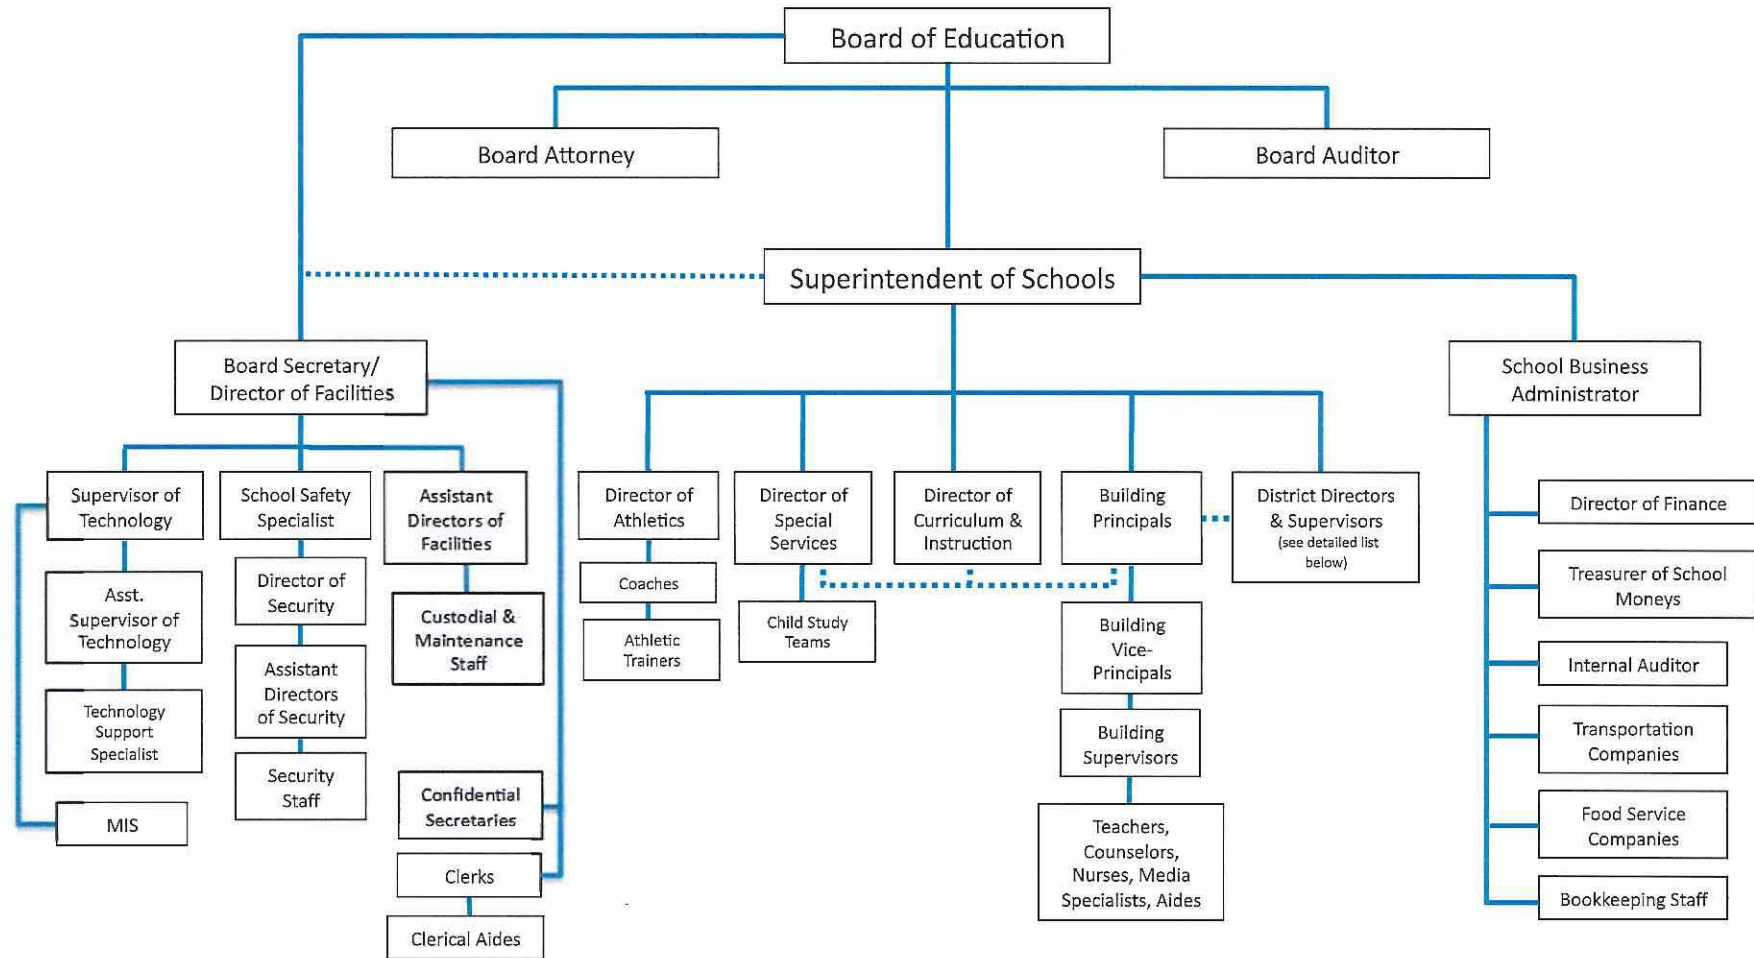 Board of Education
Board Attorney
Board Auditor
Superintendent of Schools
Board Secretary/
Director of Facilities
School Business
Administrator
Supervisor of
Technology
School Safety
Specialist
Assistant
Directors of
Facilities
Director of
Athletics
Director of
Special
Services
Director of
Curriculum &
Instruction
Building
Principals
District Directors
& Supervisors
(see detailed list
below)
Director of Finance
Asst.
Supervisor of
Technology
Director of
Security
Custodial &
Maintenance
Staff
Coaches
Athletic
Trainers
Child Study
Teams
Building
Vice-
Principals
Treasurer of School
Moneys
Technology
Support
Specialist
Assistant
Directors
of Security
Internal Auditor
Security
Staff
Building
Supervisors
Transportation
Companies
MIS
Confidential
Secretaries
Teachers,
Counselors,
Nurses, Media
Specialists, Aides
Food Service
Companies
Clerks
Clerical Aides
Bookkeeping Staff